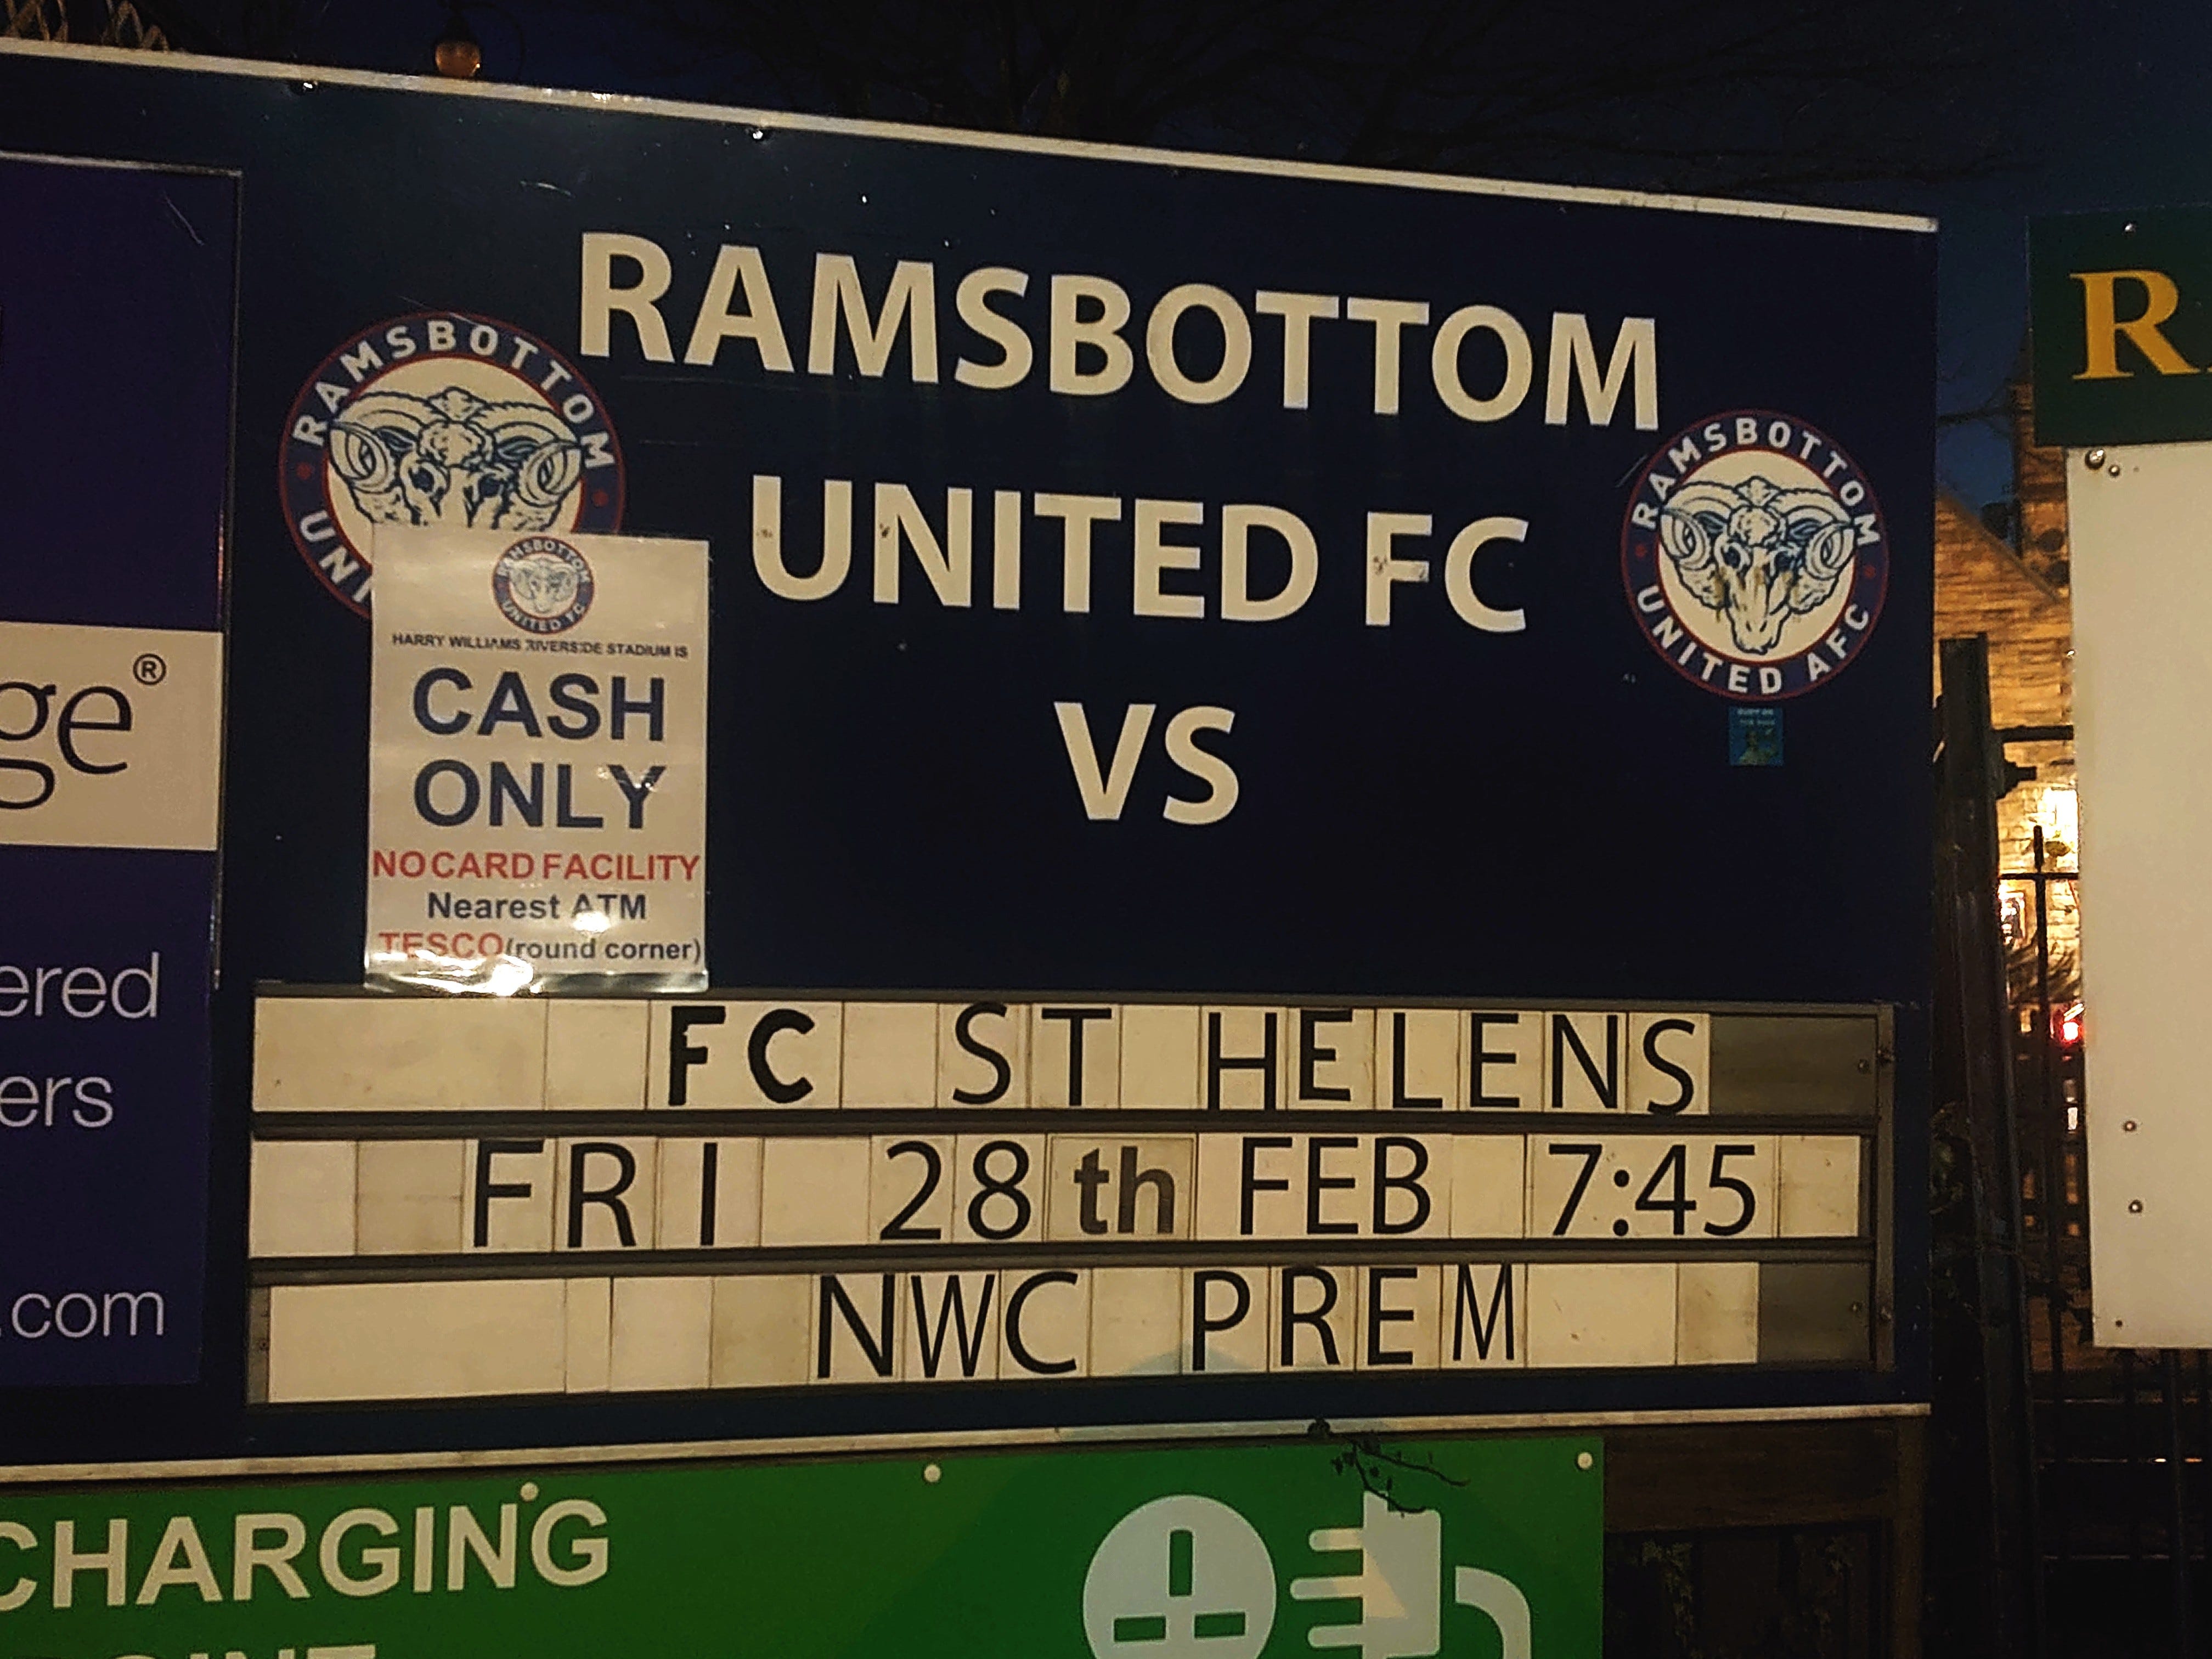 RAMSBOTTOM
UNITED FC
VS
RAMSBOTTOM
UNI
RAMSBOTTOM
UNITED AFC
RAMSBOTTOM
UNITED FC
HARRY WILLIAMS RIVERSIDE STADIUM IS
CASH
ONLY
NO CARD FACILITY
Nearest ATM
TESCO(round corner)
FC ST HELENS
FRI 28th FEB 7:45
NWC PREM
ge®
ered
ers
.com
R
CHARGING